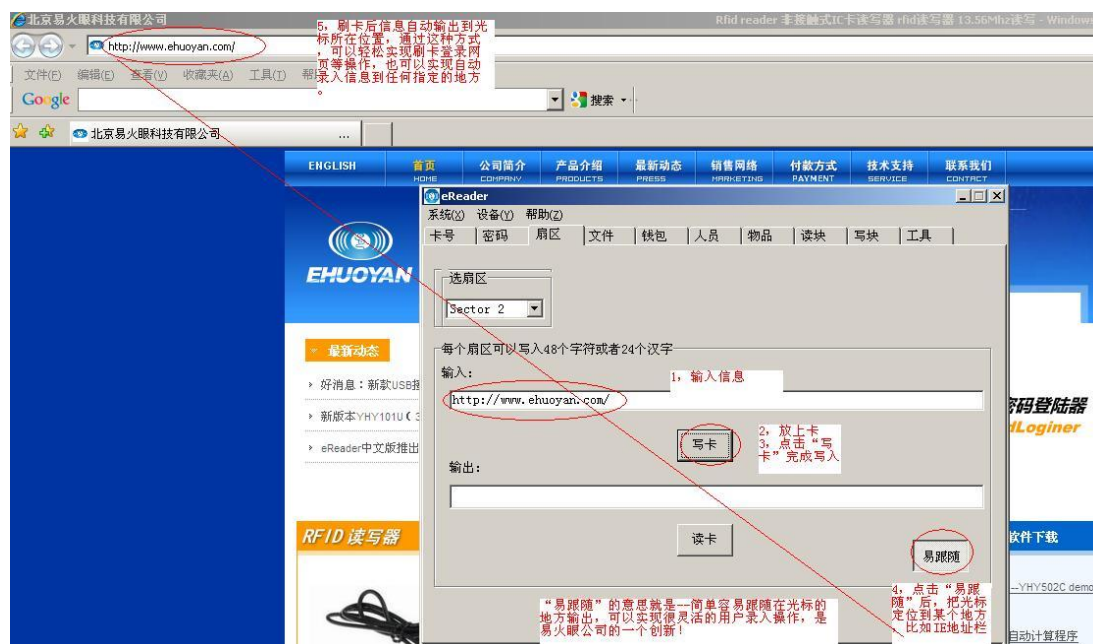 北京易火眼科技有限公司
Rfid reader 非接触式IC卡读写器 rfid读写器 13.56Mhz读写 - Windows
5，刷卡后信息自动输出到光
标所在位置，通过这种方式
，可以轻松实现刷卡登录网
页等操作，也可以实现自动
录入信息到任何指定的地方
。
http://www.ehuoyan.com/
文件(F) 编辑(E) 查看(V) 收藏夹(A) 工具(T)
Google
搜索
北京易火眼科技有限公司 ...
ENGLISH 首页 公司简介 产品介绍 最新动态 销售网络 付款方式 技术支持 联系我们
HOME COMPANY PRODUCTS PRESS MARKETING PAYMENT SERVICE CONTRCT
eReader
系统(X) 设备(Y) 帮助(Z)
卡号 密码 扇区 文件 钱包 人员 物品 读块 写块 工具
EHUOYAN
选扇区
Sector 2
最新动态
每个扇区可以写入48个字符或者24个汉字
输入：
1，输入信息
好消息：新款USB
http://www.ehuoyan.com/
密码登陆器
新版本YHY101U
dLoginer
写卡
2，放上卡
3，点击“写
卡”完成写入
eReader中文版推出
输出：
RFID 读写器
读卡
易跟随
软件下载
4，点击“易跟
随”后，把光标
定位到某个地方
，比如IE地址栏
--YHY502C demo
“易跟随”的意思就是--简单容易跟随在光标的
地方输出，可以实现很灵活的用户录入操作，是
易火眼公司的一个创新！
自动计算程序